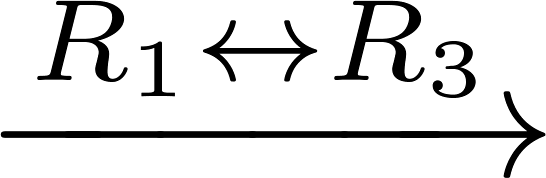 R₁ ↔ R₃